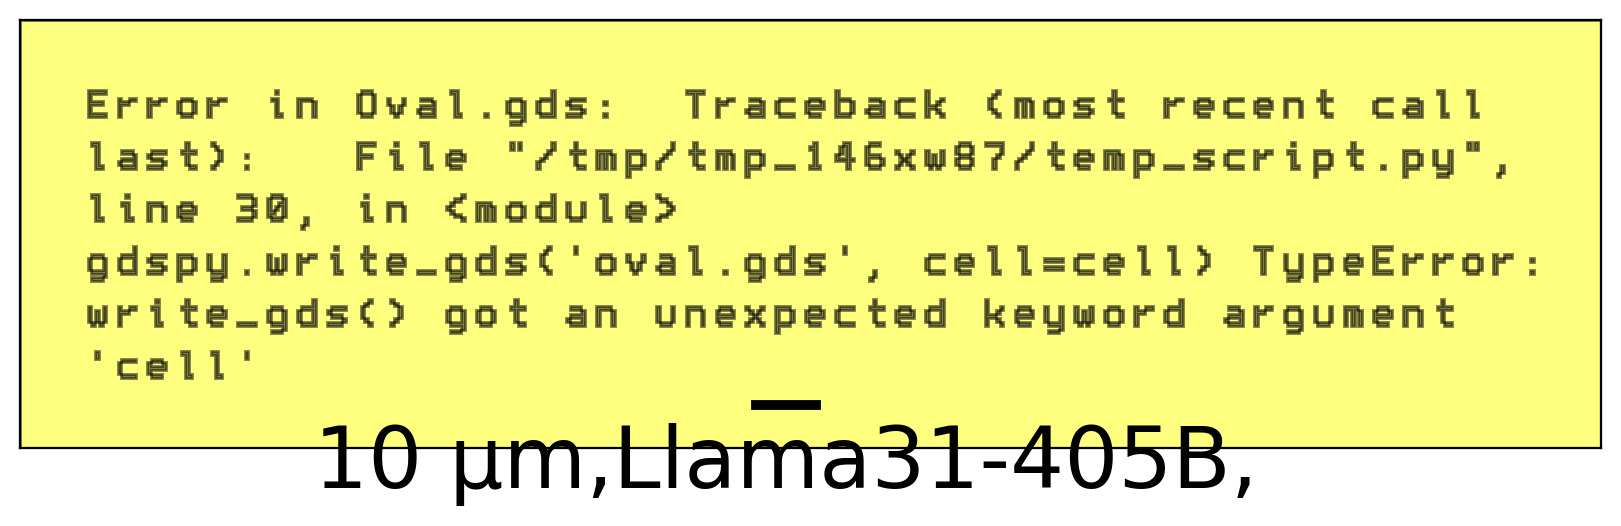 Error in Oval.gds:  Traceback (most recent call
last):   File "/tmp/tmp_146xw87/temp_script.py",
line 30, in <module>
gdspy.write_gds('oval.gds', cell=cell) TypeError:
write_gds() got an unexpected keyword argument
'cell'
10 μm,Llama31-405B,